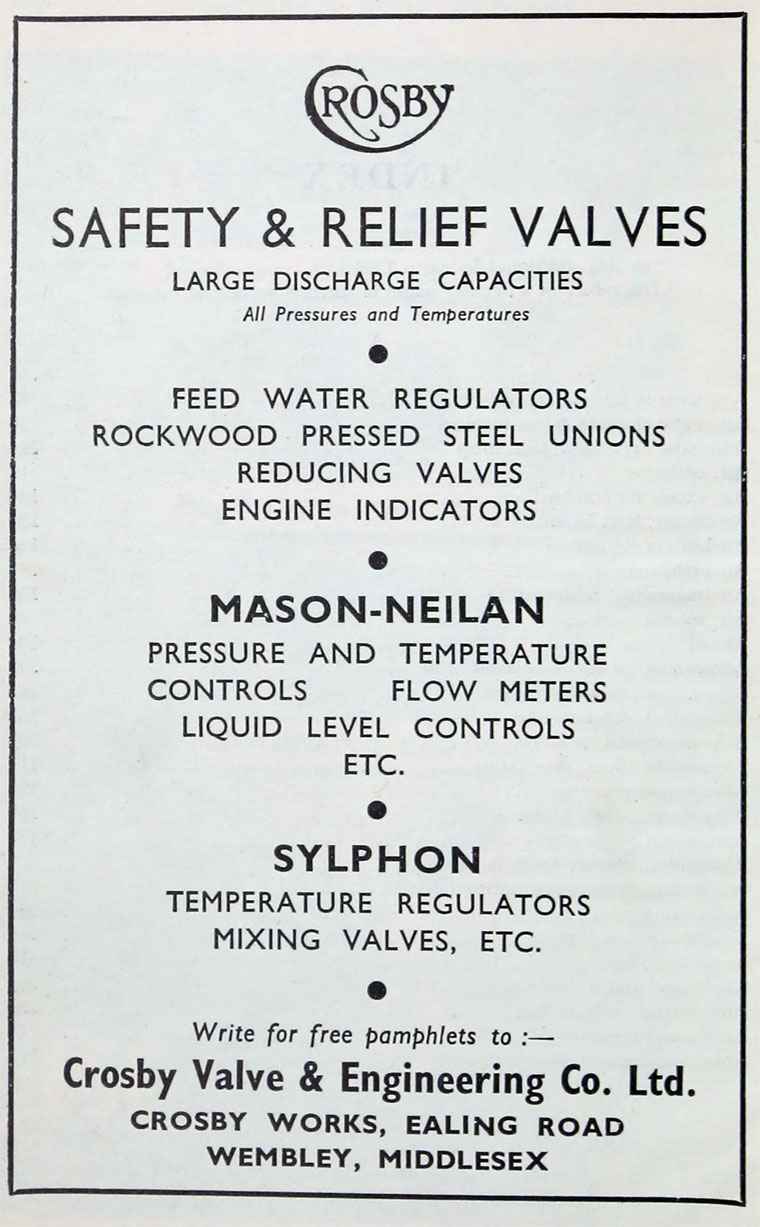 CROSBY
SAFETY & RELIEF VALVES
LARGE DISCHARGE CAPACITIES
All Pressures and Temperatures
FEED WATER REGULATORS
ROCKWOOD PRESSED STEEL UNIONS
REDUCING VALVES
ENGINE INDICATORS
MASON-NEILAN
PRESSURE AND TEMPERATURE
CONTROLS FLOW METERS
LIQUID LEVEL CONTROLS
ETC.
SYLPHON
TEMPERATURE REGULATORS
MIXING VALVES, ETC.
Write for free pamphlets to :—
Crosby Valve & Engineering Co. Ltd.
CROSBY WORKS, EALING ROAD
WEMBLEY, MIDDLESEX